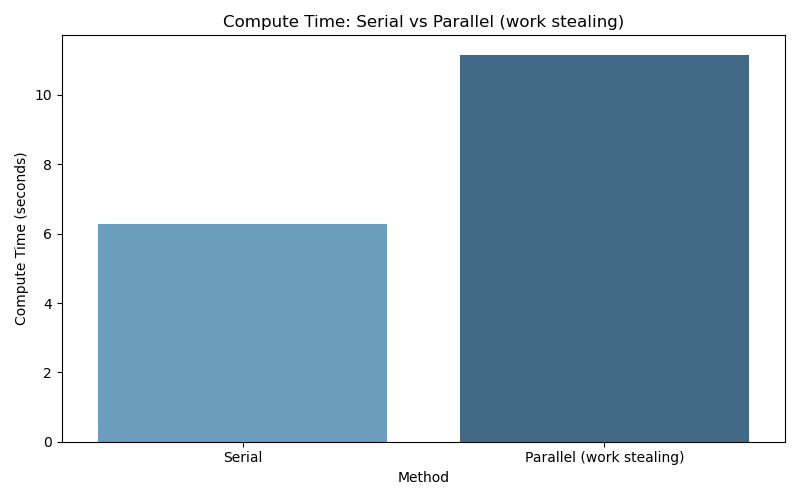 Compute Time: Serial vs Parallel (work stealing)
Compute Time (seconds)
10
8
6
4
2
0
Serial
Parallel (work stealing)
Method